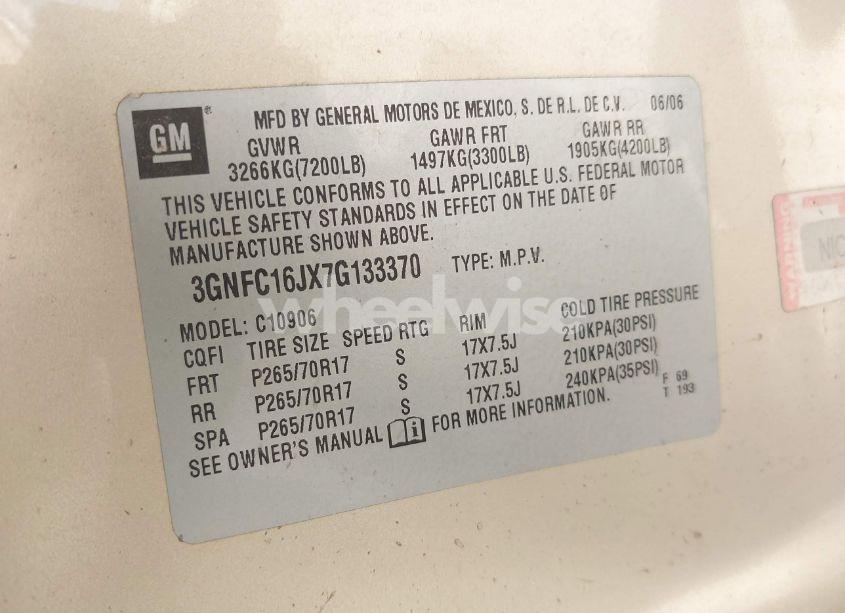 GM
MFD BY GENERAL MOTORS DE MEXICO, S. DE R.L. DE C.V. 06/06
GVWR GAWR FRT GAWR RR
3266KG(7200LB) 1497KG(3300LB) 1905KG(4200LB)
THIS VEHICLE CONFORMS TO ALL APPLICABLE U.S. FEDERAL MOTOR
VEHICLE SAFETY STANDARDS IN EFFECT ON THE DATE OF
MANUFACTURE SHOWN ABOVE.
3GNFC16JX7G133370 TYPE: M.P.V.
wheelwise
MODEL: C10906
CQFI TIRE SIZE SPEED RTG RIM COLD TIRE PRESSURE
FRT P265/70R17 S 17X7.5J 210KPA(30PSI)
RR P265/70R17 S 17X7.5J 210KPA(30PSI)
SPA P265/70R17 S 17X7.5J 240KPA(35PSI) F 69
T 193
SEE OWNER'S MANUAL FOR MORE INFORMATION.
WARNING
NIC